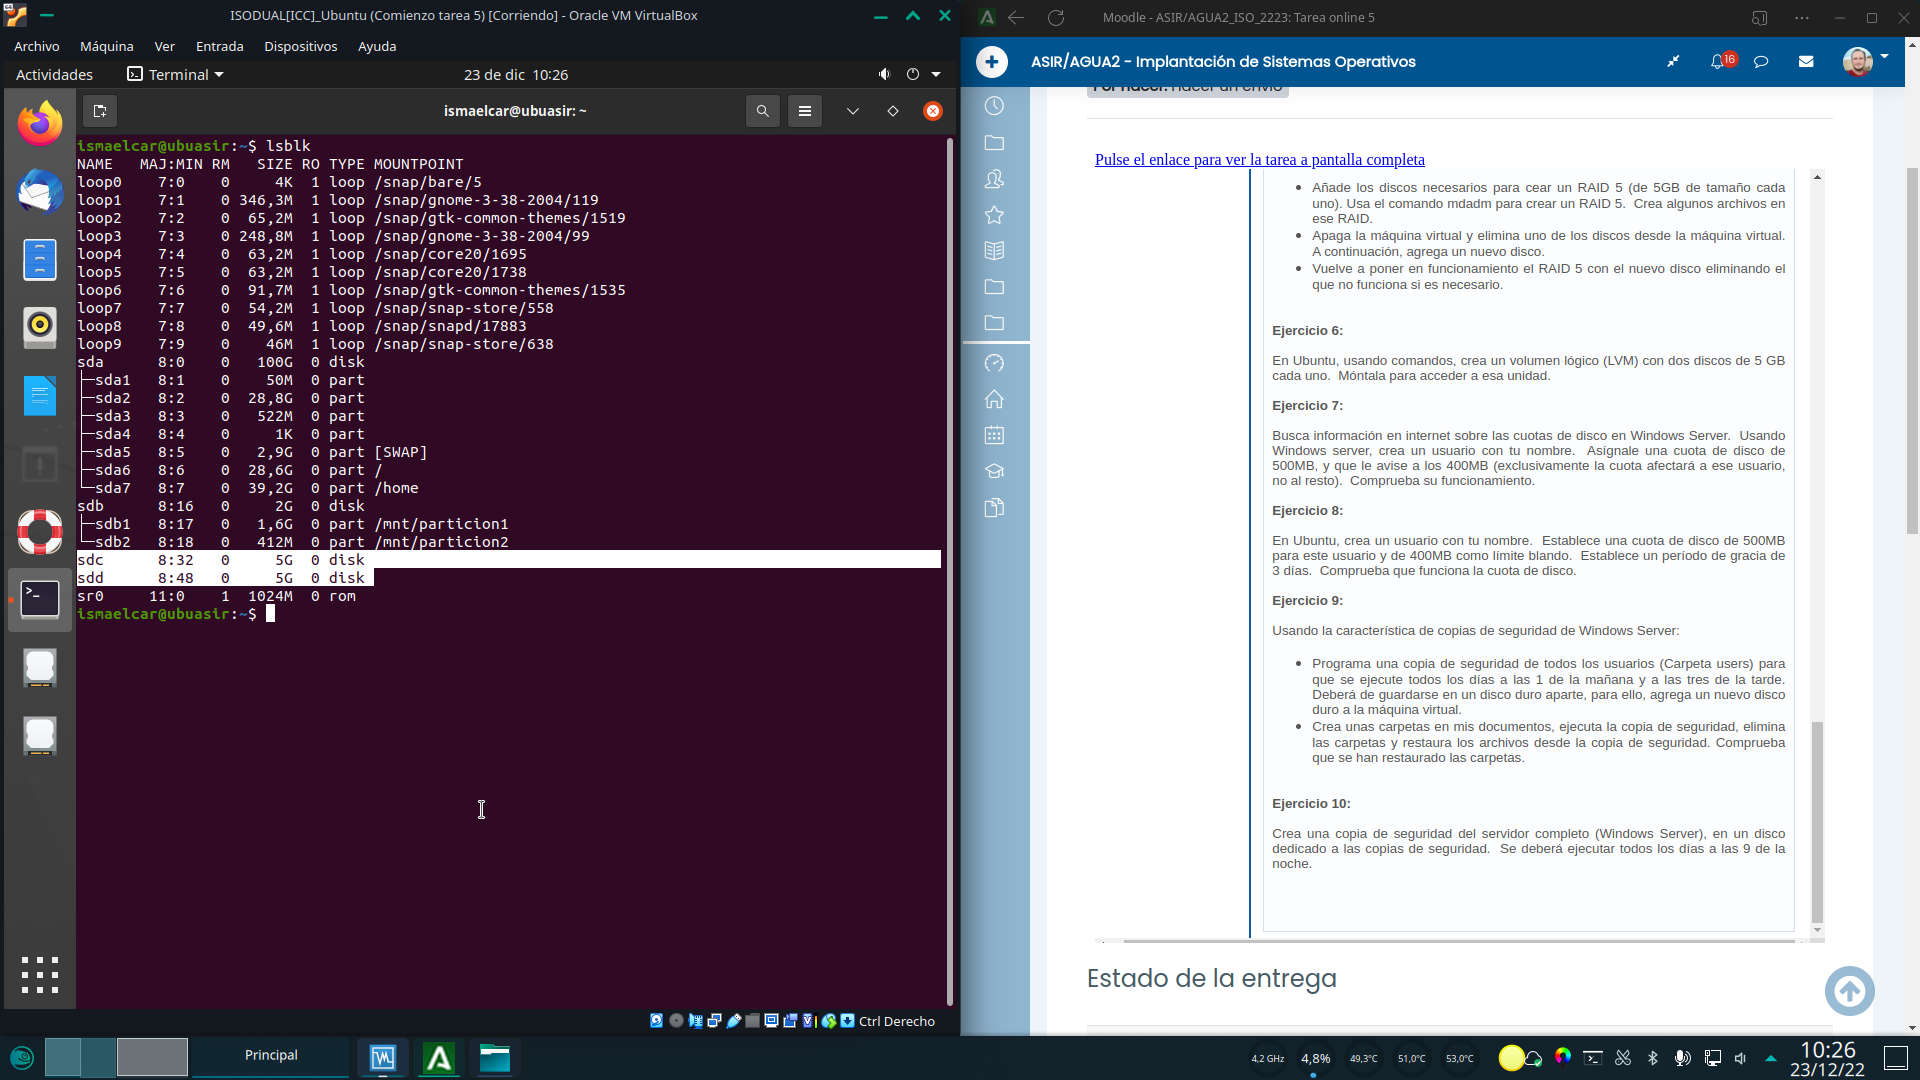 ISODUAL[ICC]_Ubuntu (Comienzo tarea 5) [Corriendo] - Oracle VM VirtualBox
Archivo Máquina Ver Entrada Dispositivos Ayuda
Actividades Terminal 23 de dic 10:26
ismaelcar@ubuasir: ~
ismaelcar@ubuasir:~$ lsblk
NAME MAJ:MIN RM SIZE RO TYPE MOUNTPOINT
loop0 7:0 0 4K 1 loop /snap/bare/5
loop1 7:1 0 346,3M 1 loop /snap/gnome-3-38-2004/119
loop2 7:2 0 65,2M 1 loop /snap/gtk-common-themes/1519
loop3 7:3 0 248,8M 1 loop /snap/gnome-3-38-2004/99
loop4 7:4 0 63,2M 1 loop /snap/core20/1695
loop5 7:5 0 63,2M 1 loop /snap/core20/1738
loop6 7:6 0 91,7M 1 loop /snap/gtk-common-themes/1535
loop7 7:7 0 54,2M 1 loop /snap/snap-store/558
loop8 7:8 0 49,6M 1 loop /snap/snapd/17883
loop9 7:9 0 46M 1 loop /snap/snap-store/638
sda 8:0 0 100G 0 disk
├─sda1 8:1 0 50M 0 part
├─sda2 8:2 0 28,8G 0 part
├─sda3 8:3 0 522M 0 part
├─sda4 8:4 0 1K 0 part
├─sda5 8:5 0 2,9G 0 part [SWAP]
├─sda6 8:6 0 28,6G 0 part /
└─sda7 8:7 0 39,2G 0 part /home
sdb 8:16 0 2G 0 disk
├─sdb1 8:17 0 1,6G 0 part /mnt/particion1
└─sdb2 8:18 0 412M 0 part /mnt/particion2
sdc 8:32 0 5G 0 disk
sdd 8:48 0 5G 0 disk
sr0 11:0 1 1024M 0 rom
ismaelcar@ubuasir:~$
Ctrl Derecho
Moodle - ASIR/AGUA2_ISO_2223: Tarea online 5
ASIR/AGUA2 - Implantación de Sistemas Operativos
16
Por hacer: Hacer un envío
Pulse el enlace para ver la tarea a pantalla completa
Añade los discos necesarios para cear un RAID 5 (de 5GB de tamaño cada
uno). Usa el comando mdadm para crear un RAID 5. Crea algunos archivos en
ese RAID.
Apaga la máquina virtual y elimina uno de los discos desde la máquina virtual.
A continuación, agrega un nuevo disco.
Vuelve a poner en funcionamiento el RAID 5 con el nuevo disco eliminando el
que no funciona si es necesario.
Ejercicio 6:
En Ubuntu, usando comandos, crea un volumen lógico (LVM) con dos discos de 5 GB
cada uno. Móntala para acceder a esa unidad.
Ejercicio 7:
Busca información en internet sobre las cuotas de disco en Windows Server. Usando
Windows server, crea un usuario con tu nombre. Asígnale una cuota de disco de
500MB, y que le avise a los 400MB (exclusivamente la cuota afectará a ese usuario,
no al resto). Comprueba su funcionamiento.
Ejercicio 8:
En Ubuntu, crea un usuario con tu nombre. Establece una cuota de disco de 500MB
para este usuario y de 400MB como límite blando. Establece un período de gracia de
3 días. Comprueba que funciona la cuota de disco.
Ejercicio 9:
Usando la característica de copias de seguridad de Windows Server:
Programa una copia de seguridad de todos los usuarios (Carpeta users) para
que se ejecute todos los días a las 1 de la mañana y a las tres de la tarde.
Deberá de guardarse en un disco duro aparte, para ello, agrega un nuevo disco
duro a la máquina virtual.
Crea unas carpetas en mis documentos, ejecuta la copia de seguridad, elimina
las carpetas y restaura los archivos desde la copia de seguridad. Comprueba
que se han restaurado las carpetas.
Ejercicio 10:
Crea una copia de seguridad del servidor completo (Windows Server), en un disco
dedicado a las copias de seguridad. Se deberá ejecutar todos los días a las 9 de la
noche.
Estado de la entrega
Principal
4,2 GHz 4,8% 49,3°C 51,0°C 53,0°C
10:26
23/12/22